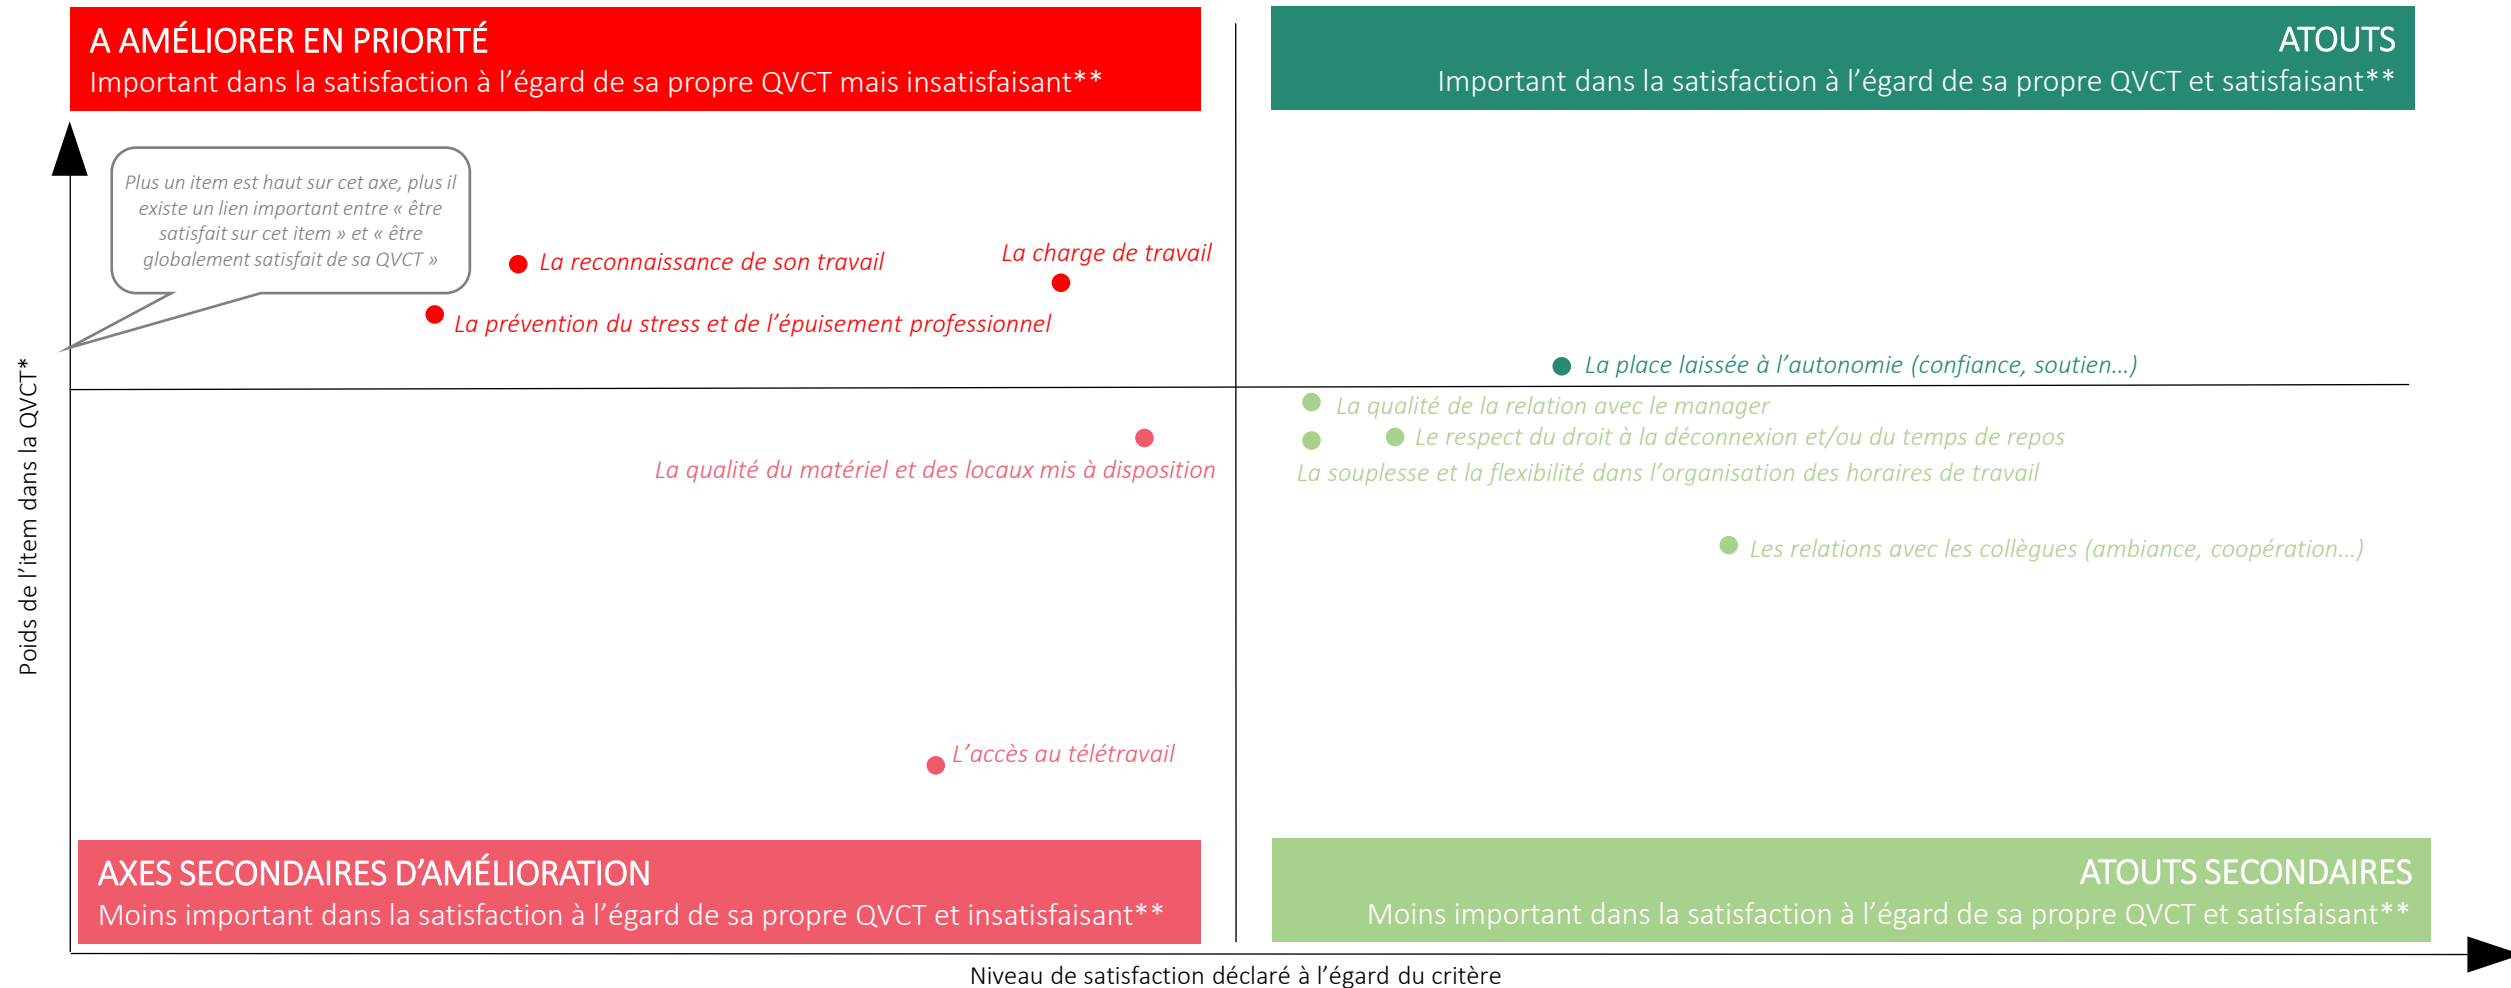 A AMÉLIORER EN PRIORITÉ
Important dans la satisfaction à l’égard de sa propre QVCT mais insatisfaisant**
ATOUTS
Important dans la satisfaction à l’égard de sa propre QVCT et satisfaisant**
Plus un item est haut sur cet axe, plus il
existe un lien important entre « être
satisfait sur cet item » et « être
globalement satisfait de sa QVCT »
La reconnaissance de son travail
La charge de travail
La prévention du stress et de l’épuisement professionnel
La place laissée à l’autonomie (confiance, soutien…)
La qualité de la relation avec le manager
Le respect du droit à la déconnexion et/ou du temps de repos
La souplesse et la flexibilité dans l’organisation des horaires de travail
La qualité du matériel et des locaux mis à disposition
Les relations avec les collègues (ambiance, coopération…)
L’accès au télétravail
Poids de l’item dans la QVCT*
AXES SECONDAIRES D’AMÉLIORATION
Moins important dans la satisfaction à l’égard de sa propre QVCT et insatisfaisant**
ATOUTS SECONDAIRES
Moins important dans la satisfaction à l’égard de sa propre QVCT et satisfaisant**
Niveau de satisfaction déclaré à l’égard du critère